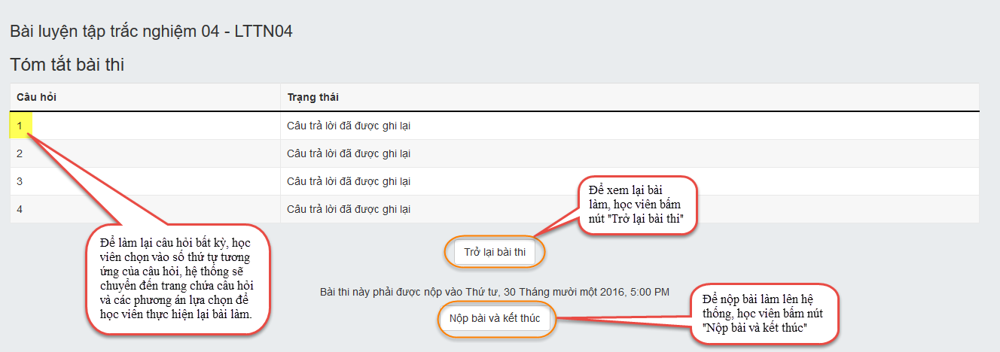 Bài luyện tập trắc nghiệm 04 - LTTN04
Tóm tắt bài thi
Câu hỏi Trạng thái
1 Câu trả lời đã được ghi lại
2 Câu trả lời đã được ghi lại
3 Câu trả lời đã được ghi lại
4 Câu trả lời đã được ghi lại
Để xem lại bài
làm, học viên bấm
nút "Trở lại bài thi"
Để làm lại câu hỏi bất kỳ, học
viên chọn vào số thứ tự tương
ứng của câu hỏi, hệ thống sẽ
chuyển đến trang chứa câu hỏi
và các phương án lựa chọn để
học viên thực hiện lại bài làm.
Trở lại bài thi
Bài thi này phải được nộp vào Thứ tư, 30 Tháng mười một 2016, 5:00 PM
Nộp bài và kết thúc
Để nộp bài làm lên hệ
thống, học viên bấm nút
"Nộp bài và kết thúc"